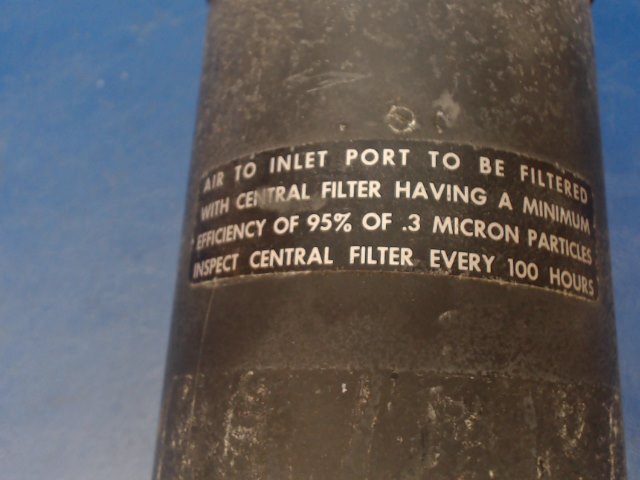 AIR TO INLET PORT TO BE FILTERED
WITH CENTRAL FILTER HAVING A MINIMUM
EFFICIENCY OF 95% OF .3 MICRON PARTICLES
INSPECT CENTRAL FILTER EVERY 100 HOURS